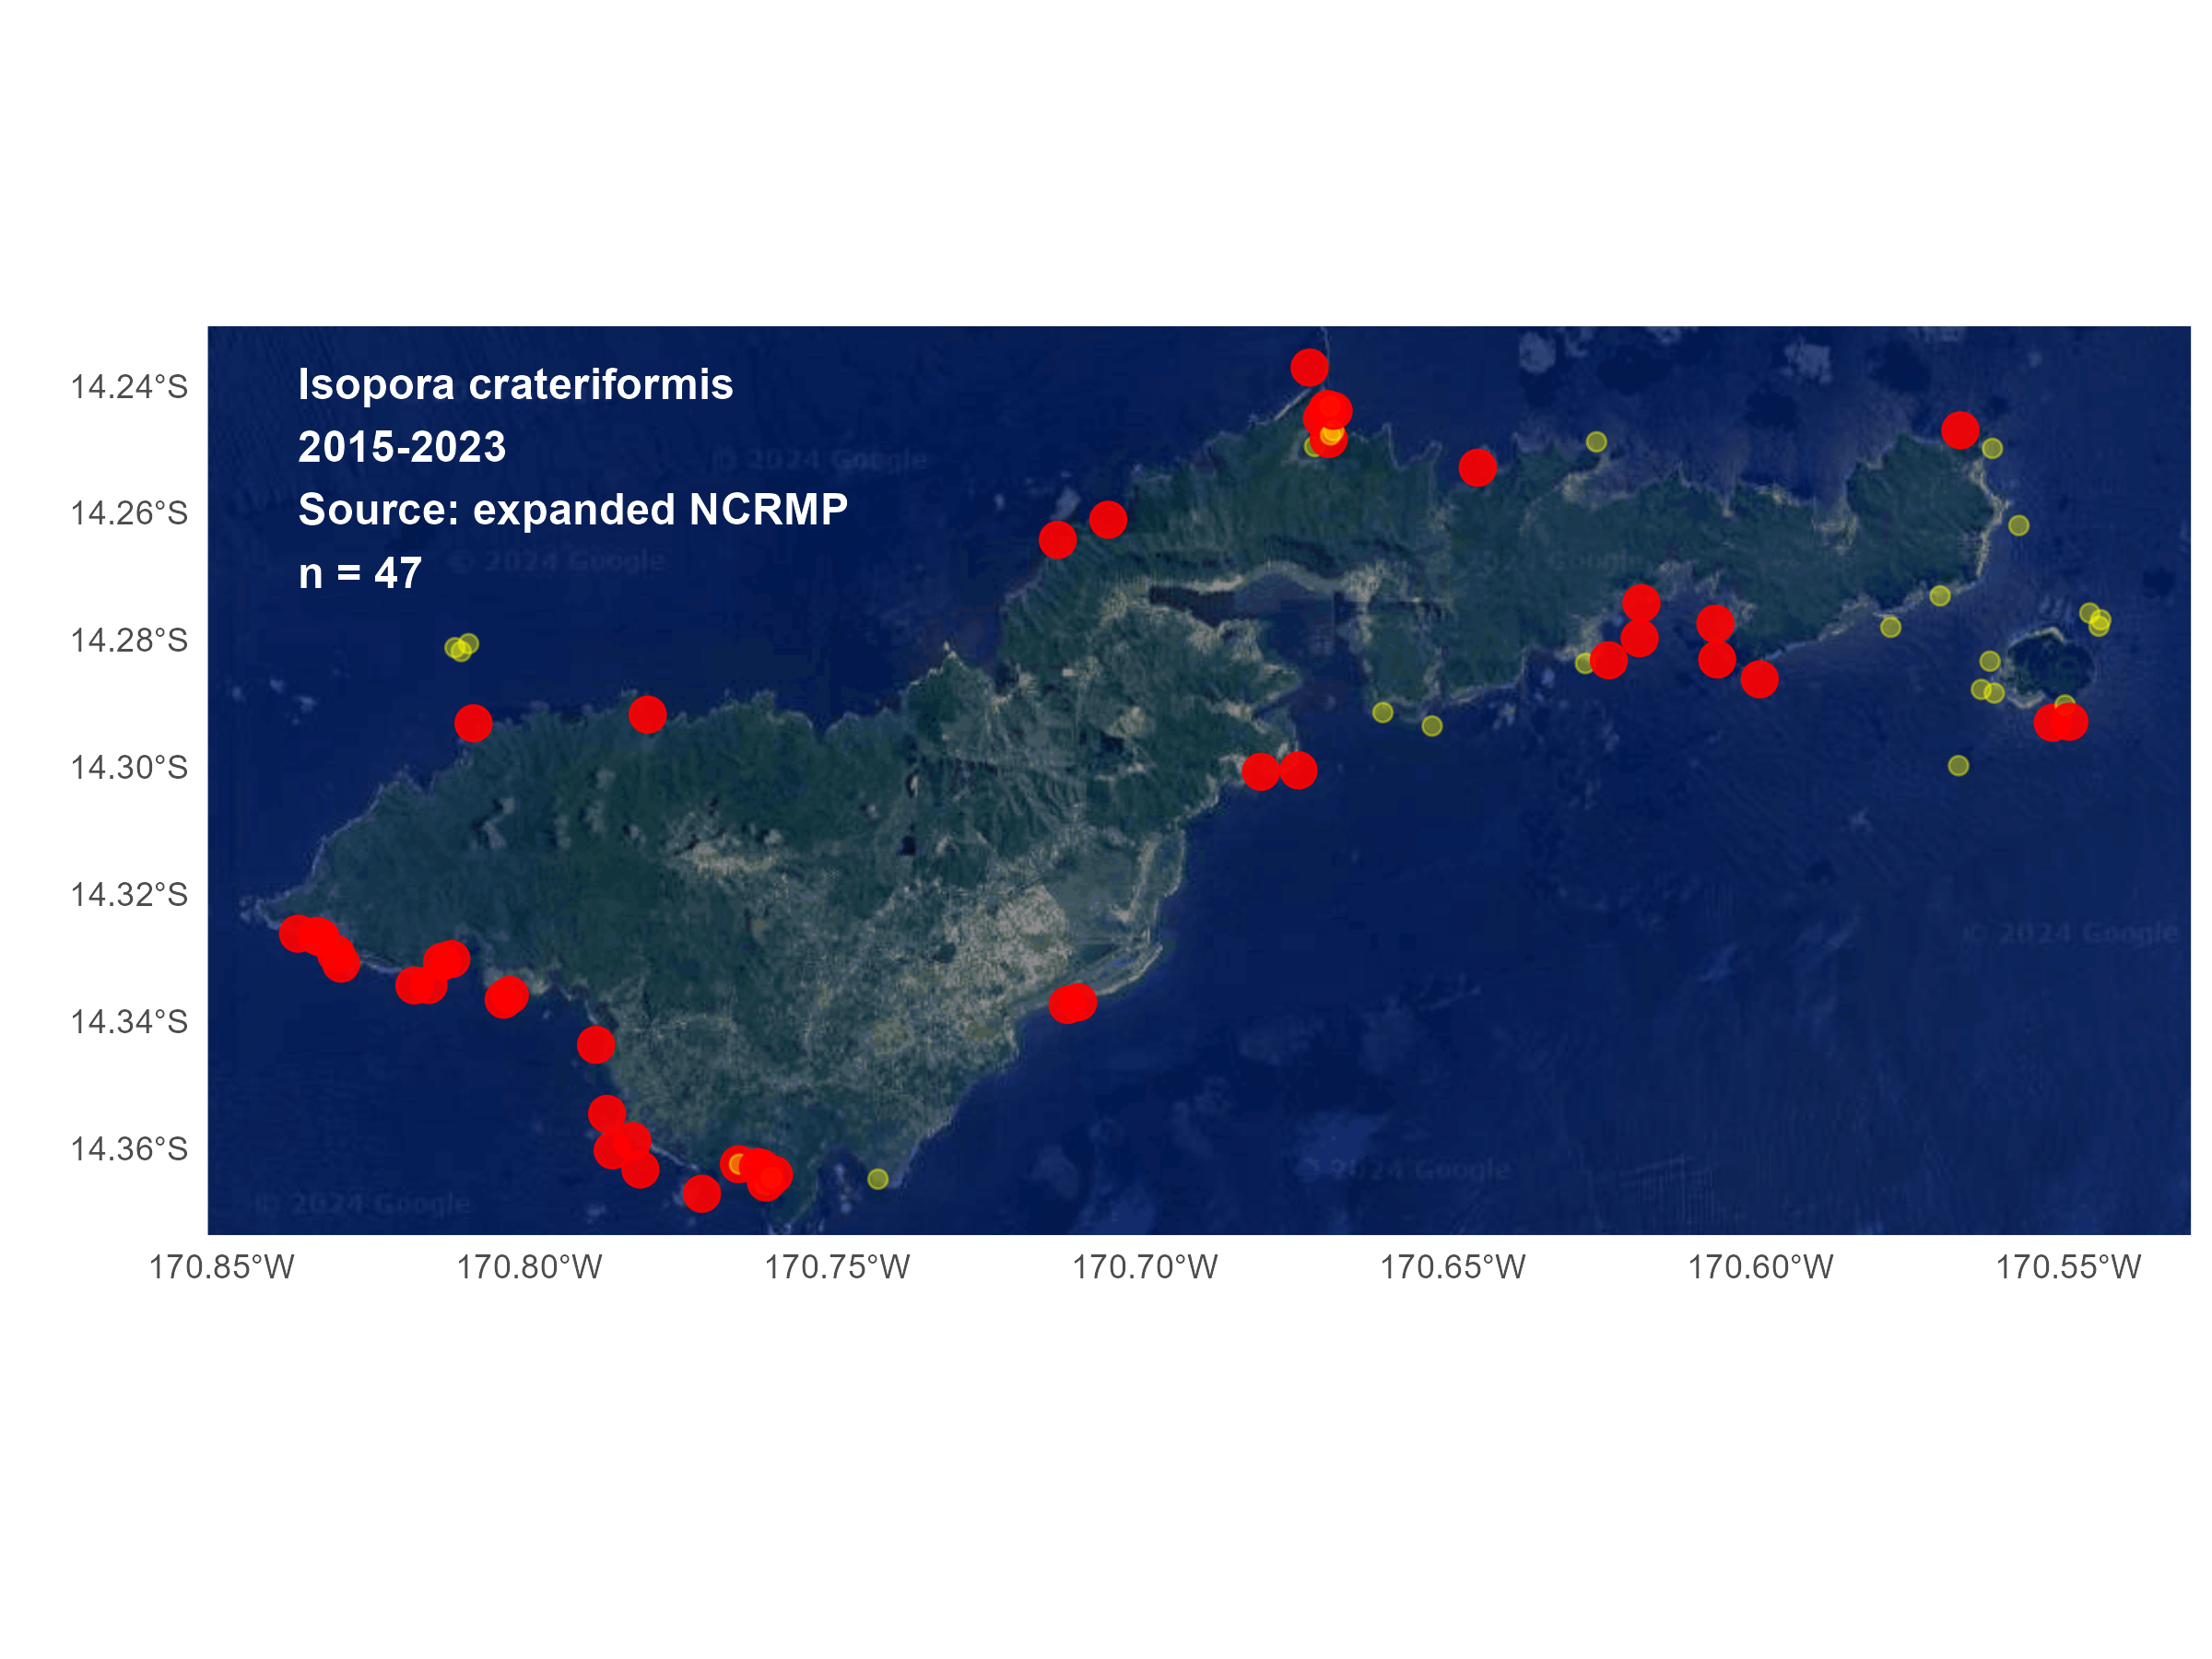 Isopora crateriformis
2015-2023
Source: expanded NCRMP
n = 47
© 2024 Google
© 2024 Google
2024 Google
© 2024 Google
© 2024 Google
© 2024 Google
14.24°S
14.26°S
14.28°S
14.30°S
14.32°S
14.34°S
14.36°S
170.85°W
170.80°W
170.75°W
170.70°W
170.65°W
170.60°W
170.55°W